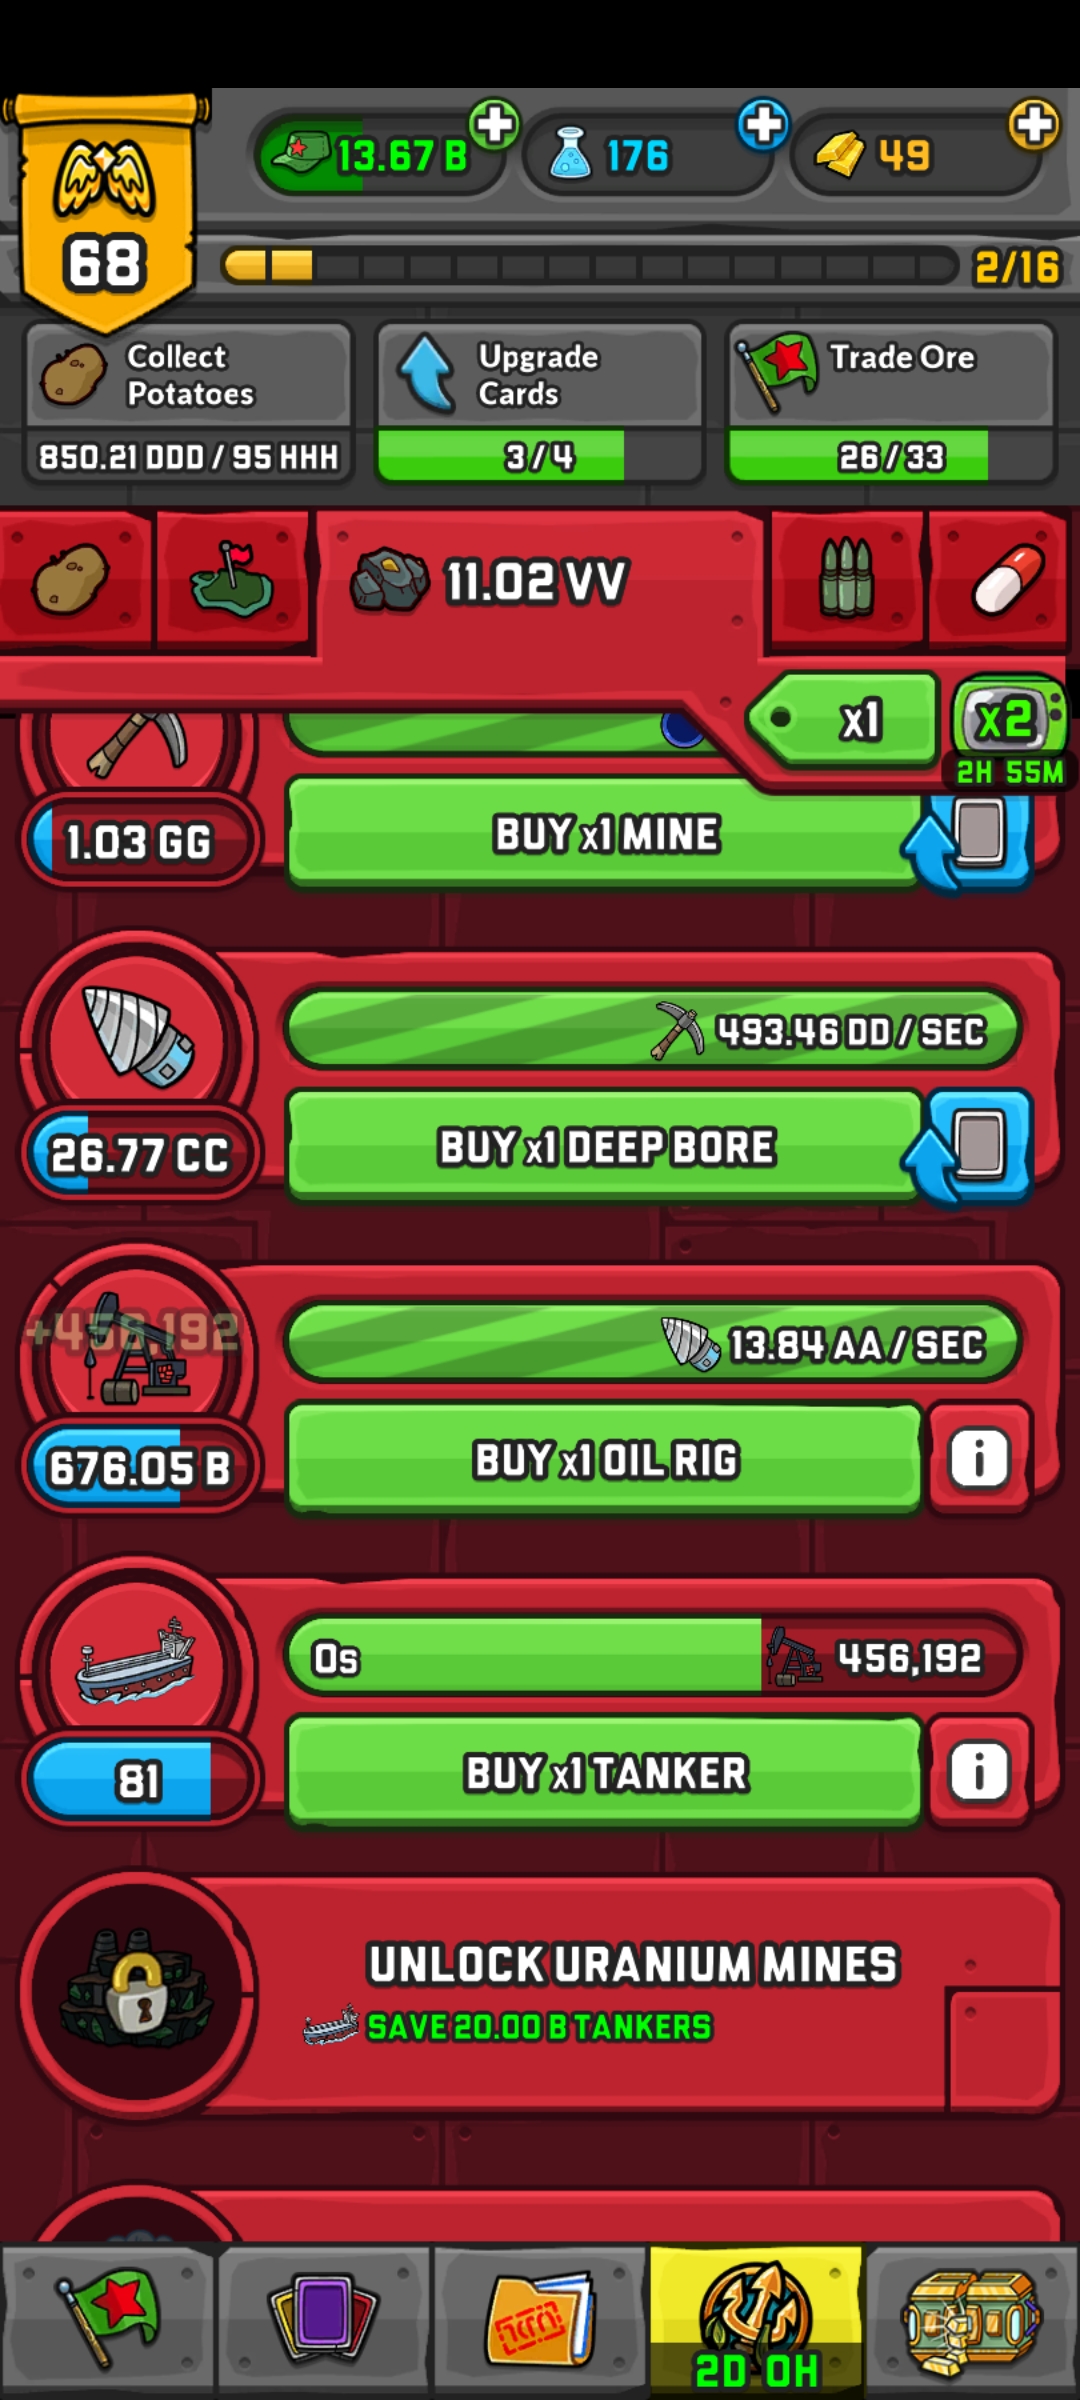 13.67 B
176
49
68
2/16
Collect
Potatoes
850.21 DDD / 95 HHH
Upgrade
Cards
3/4
Trade Ore
26/33
11.02 VV
x1
x2
2H 55M
1.03 GG
BUY x1 MINE
493.46 DD / SEC
26.77 CC
BUY x1 DEEP BORE
+456,192
13.84 AA / SEC
676.05 B
BUY x1 OIL RIG
i
0s
456,192
81
BUY x1 TANKER
i
UNLOCK URANIUM MINES
SAVE 20.00 B TANKERS
2D 0H